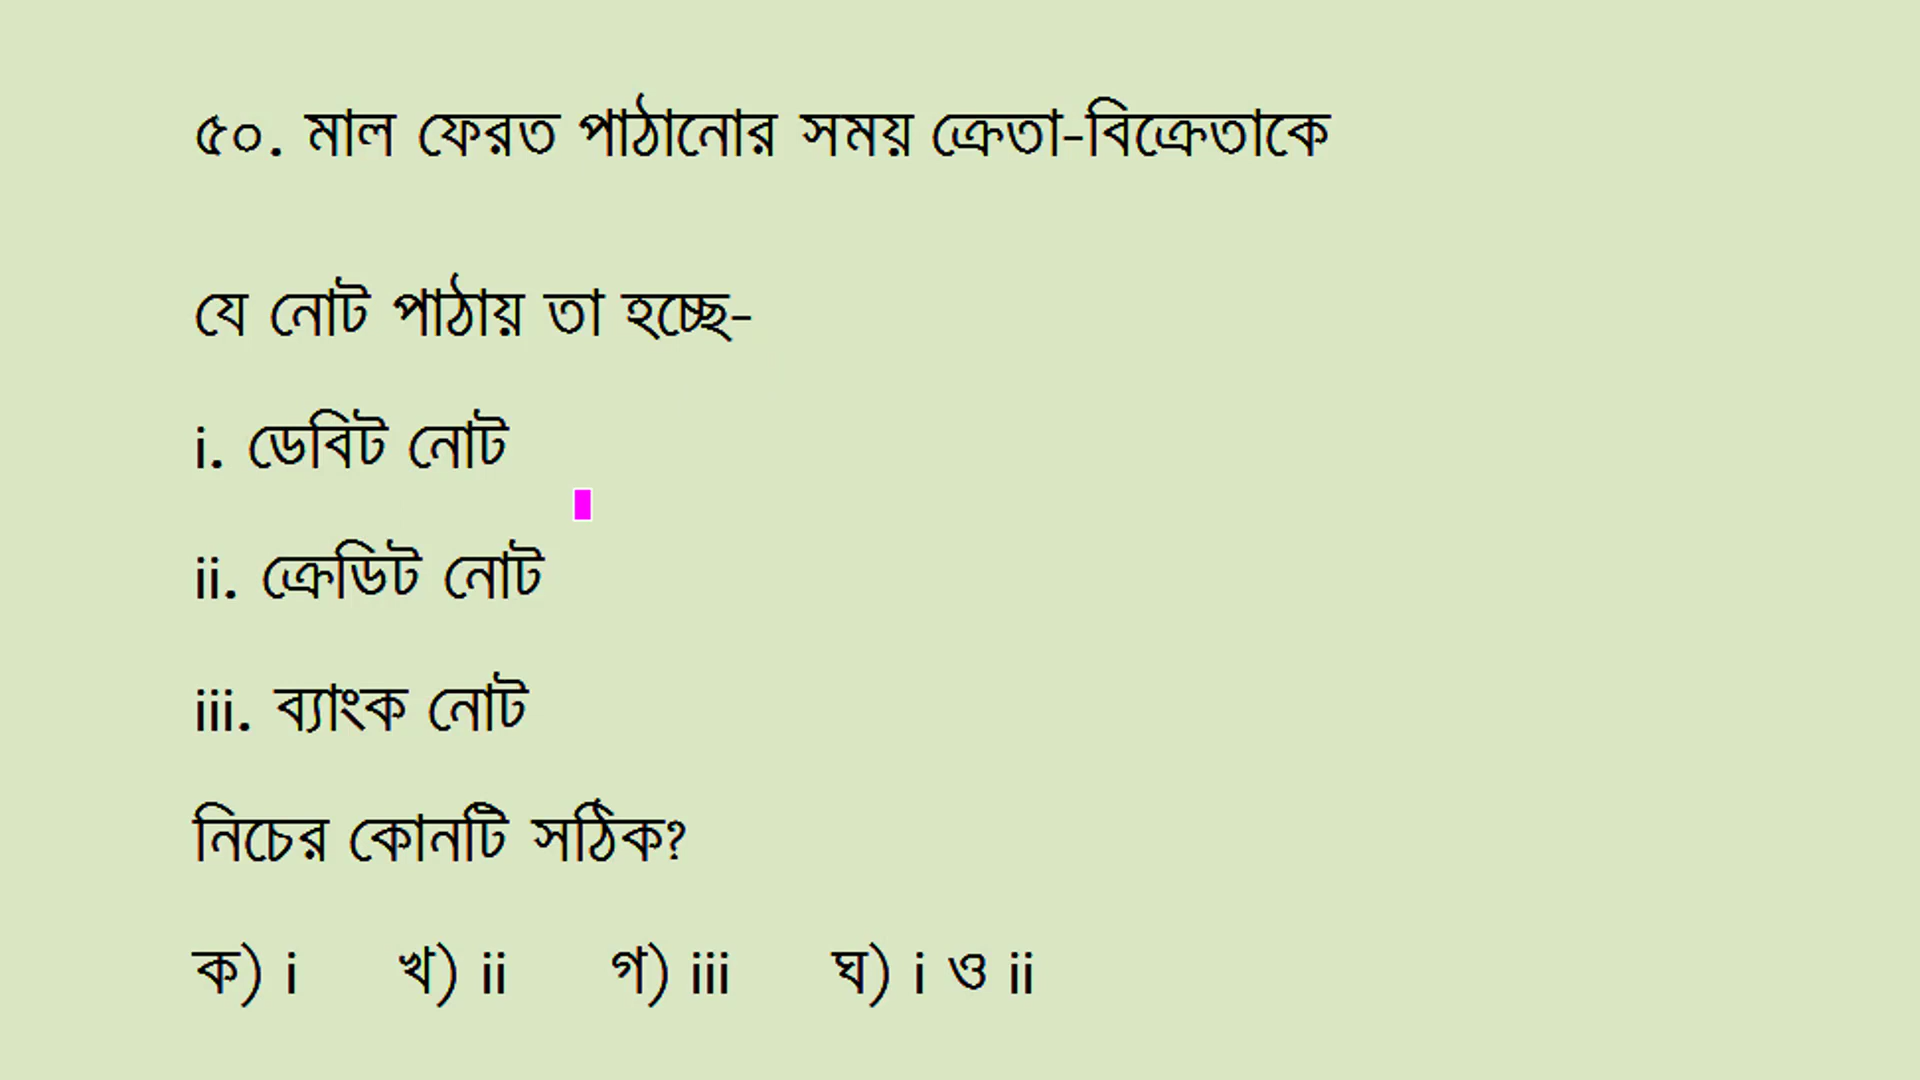 ৫০. মাল ফেরত পাঠানোর সময় ক্রেতা-বিক্রেতাকে
যে নোট পাঠায় তা হচ্ছে-
i. ডেবিট নোট
ii. ক্রেডিট নোট
iii. ব্যাংক নোট
নিচের কোনটি সঠিক?
ক) i খ) ii গ) iii ঘ) i ও ii